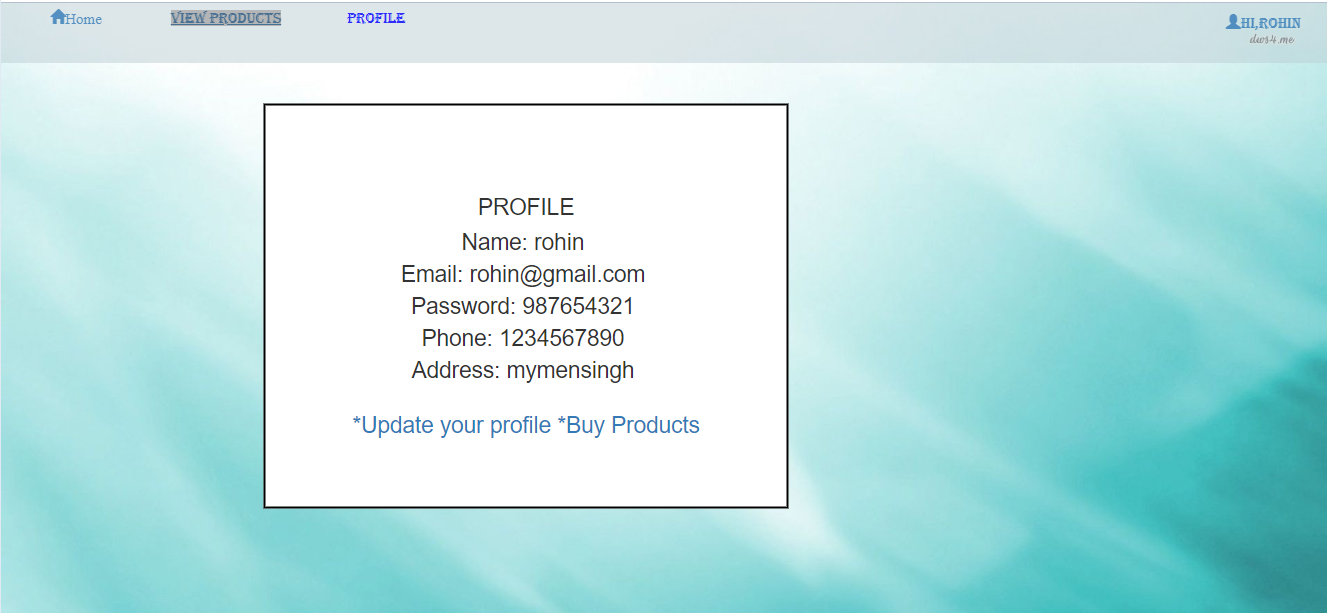 Home VIEW PRODUCTS PROFILE HI,ROHIN
dws4.me
PROFILE
Name: rohin
Email: rohin@gmail.com
Password: 987654321
Phone: 1234567890
Address: mymensingh
*Update your profile *Buy Products